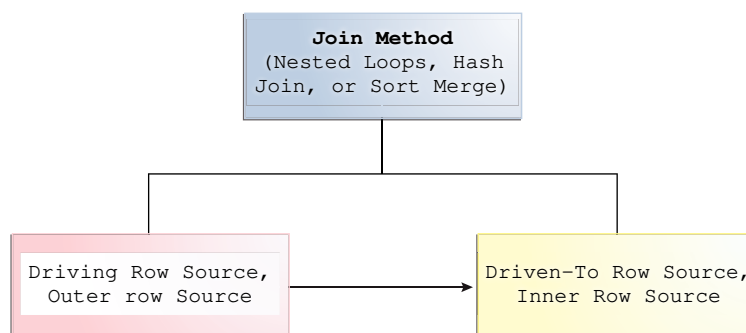 Join Method
(Nested Loops, Hash
Join, or Sort Merge)
Driving Row Source,
Outer row Source
Driven-To Row Source,
Inner Row Source